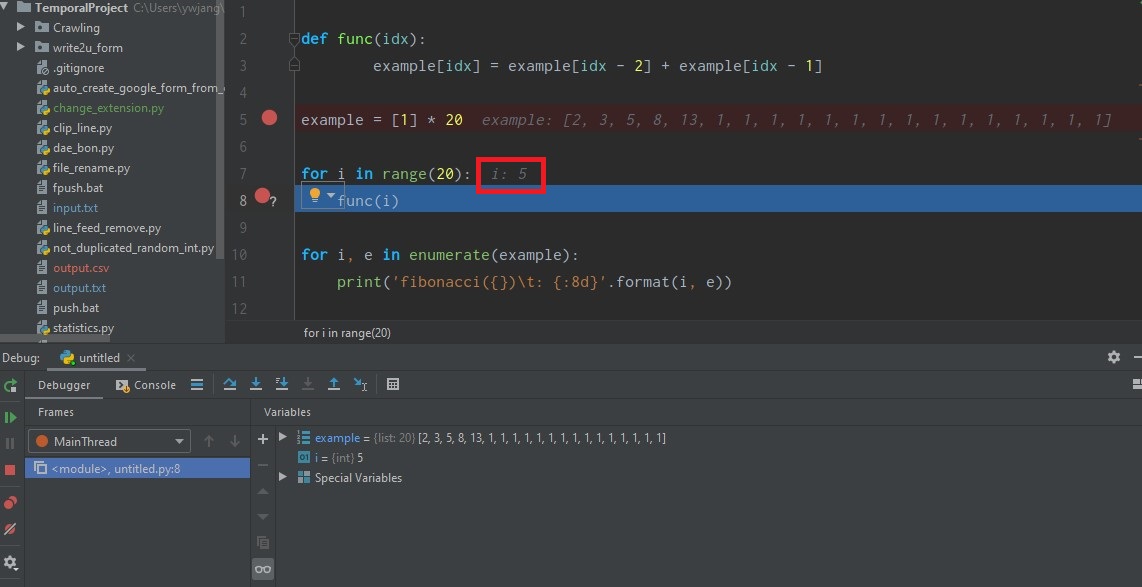 TemporalProject C:\Users\ywjang\
Crawling
write2u_form
.gitignore
auto_create_google_form_from_
change_extension.py
clip_line.py
dae_bon.py
file_rename.py
fpush.bat
input.txt
line_feed_remove.py
not_duplicated_random_int.py
output.csv
output.txt
push.bat
statistics.py
1
2 def func(idx):
3 example[idx] = example[idx - 2] + example[idx - 1]
4
5 example = [1] * 20 example: [2, 3, 5, 8, 13, 1, 1, 1, 1, 1, 1, 1, 1, 1, 1, 1, 1, 1, 1, 1]
6
7 for i in range(20): i: 5
8 ? func(i)
9
10 for i, e in enumerate(example):
11 print('fibonacci({})\t: {:8d}'.format(i, e))
12
for i in range(20)
Debug: untitled
Debugger Console
Frames Variables
MainThread
<module>, untitled.py:8
example = {list: 20} [2, 3, 5, 8, 13, 1, 1, 1, 1, 1, 1, 1, 1, 1, 1, 1, 1, 1, 1, 1]
01 i = {int} 5
Special Variables